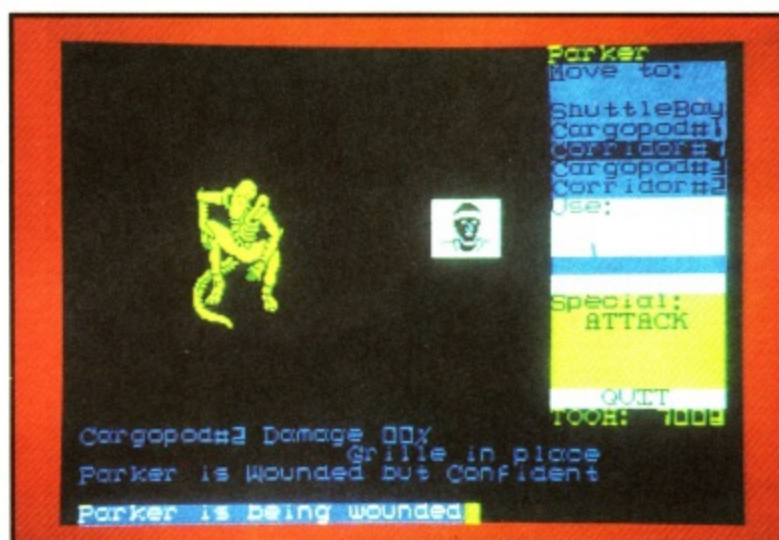 Parker
Move to:
ShuttleBay
Cargopod#1
Corridor#1
Cargopod#3
Corridor#2
Use:
Special:
ATTACK
QUIT
Cargopod#2 Damage 00%
Grille in place
Parker is Wounded but Confident
Parker is being wounded